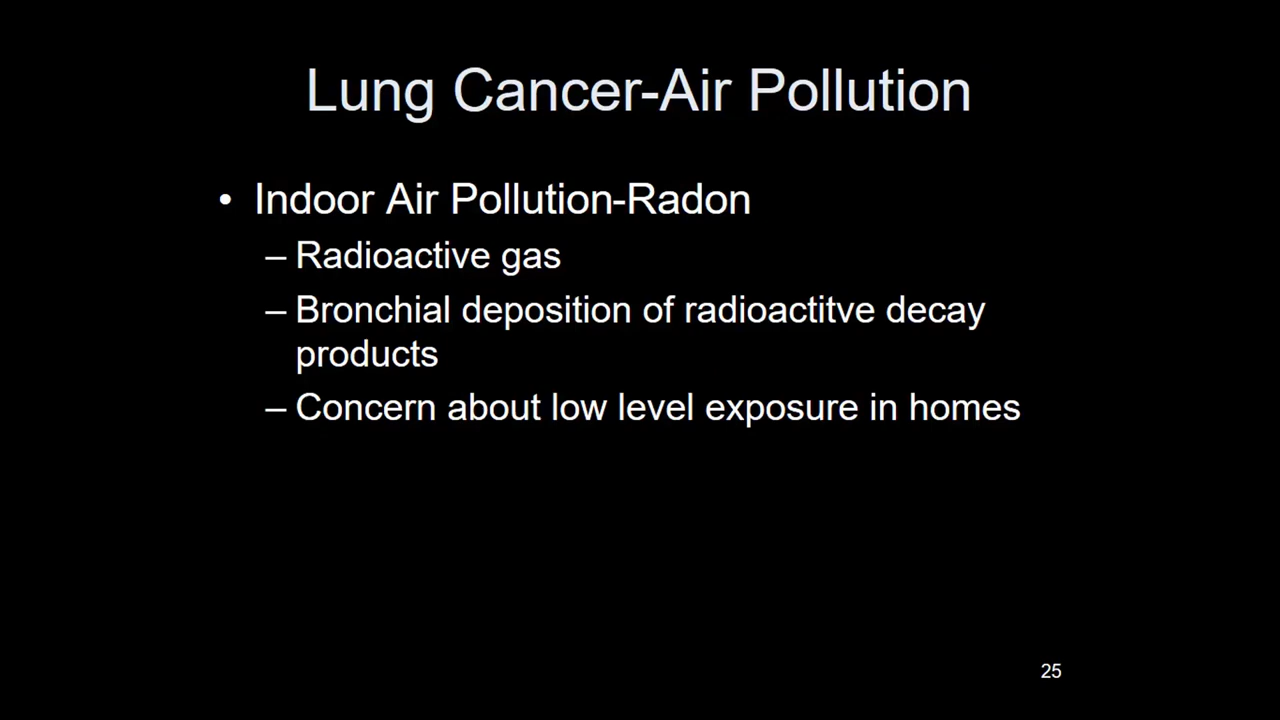 Lung Cancer-Air Pollution
• Indoor Air Pollution-Radon
– Radioactive gas
– Bronchial deposition of radioactitve decay
products
– Concern about low level exposure in homes
25